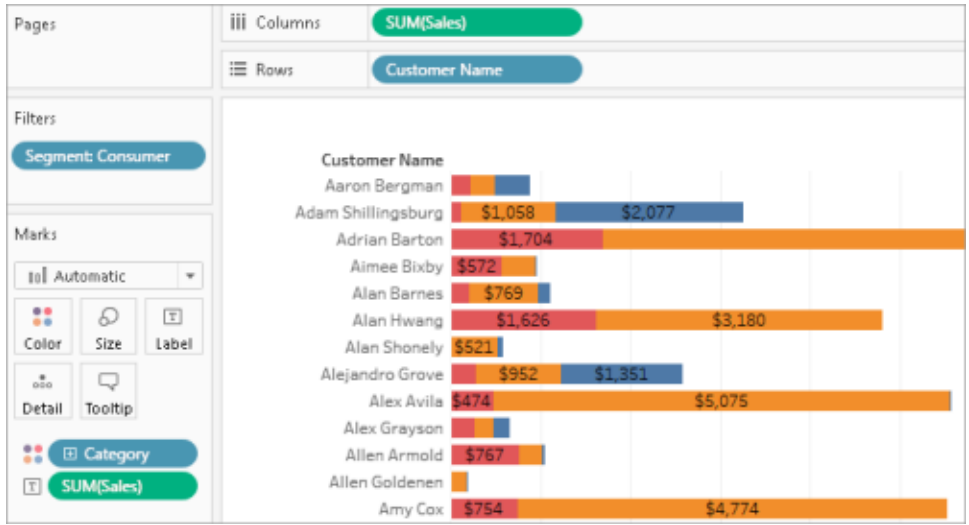 Pages
Columns SUM(Sales)
Rows Customer Name
Filters
Segment: Consumer
Marks
Automatic
Color Size Label
Detail Tooltip
Category
T SUM(Sales)
Customer Name
Aaron Bergman
Adam Shillingsburg $1,058 $2,077
Adrian Barton $1,704
Aimee Bixby $572
Alan Barnes $769
Alan Hwang $1,626 $3,180
Alan Shonely $521
Alejandro Grove $952 $1,351
Alex Avila $474 $5,075
Alex Grayson
Allen Armold $767
Allen Goldenen
Amy Cox $754 $4,774